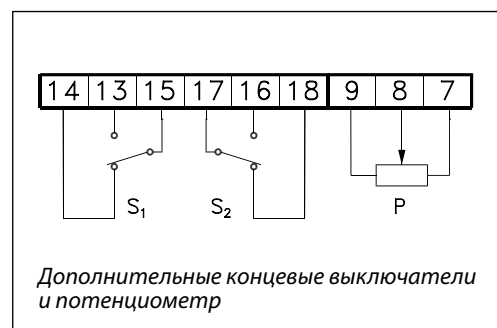 14 13 15 17 16 18 9 8 7
S₁ S₂ P
Дополнительные концевые выключатели
и потенциометр